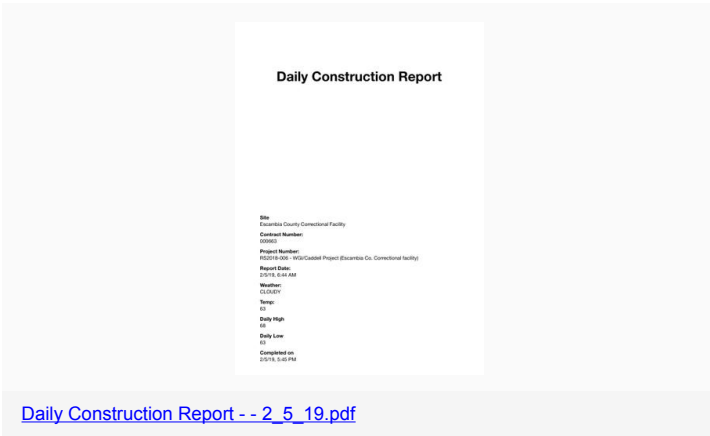 Daily Construction Report
Site
Escambia County Correctional Facility
Contract Number:
009663
Project Number:
R52018-006 - WGI/Caddell Project (Escambia Co. Correctional facility)
Report Date:
2/5/19, 6:44 AM
Weather:
CLOUDY
Temp:
63
Daily High
68
Daily Low
63
Completed on
2/5/19, 5:45 PM
Daily Construction Report - - 2_5_19.pdf